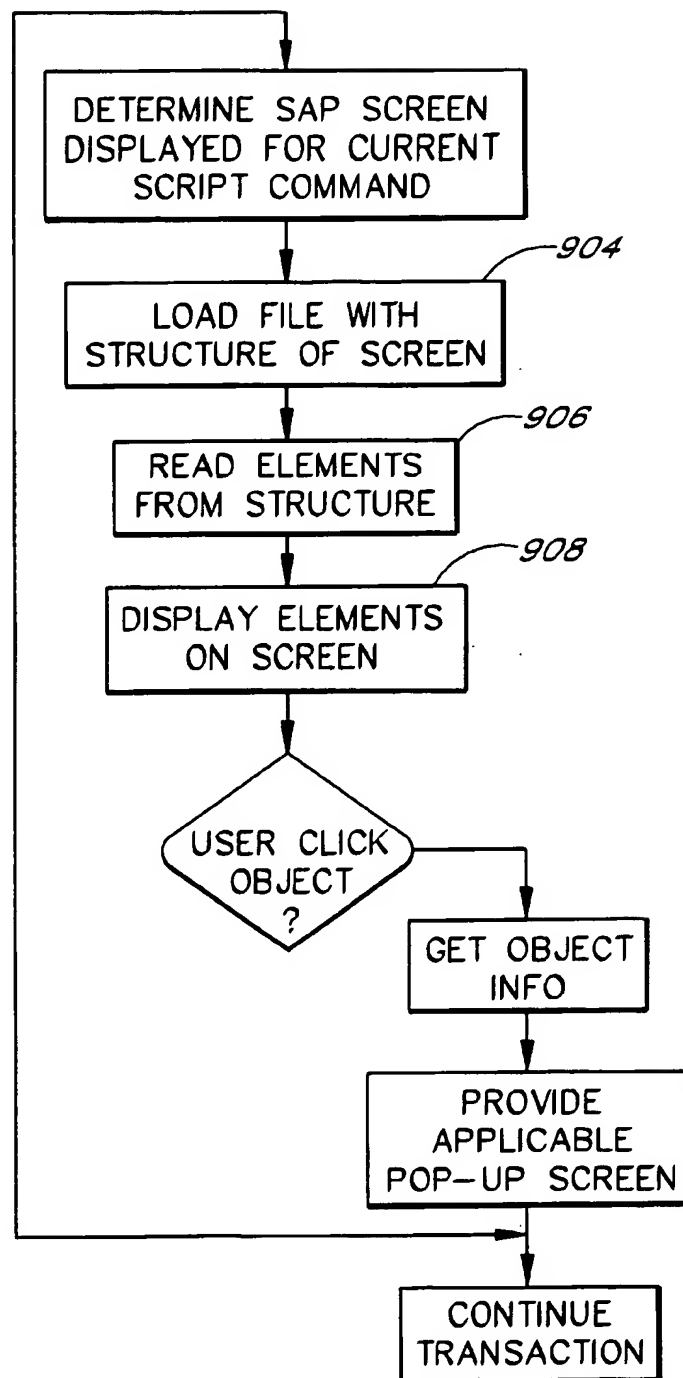 DETERMINE SAP SCREEN
DISPLAYED FOR CURRENT
SCRIPT COMMAND
904
LOAD FILE WITH
STRUCTURE OF SCREEN
906
READ ELEMENTS
FROM STRUCTURE
908
DISPLAY ELEMENTS
ON SCREEN
USER CLICK
OBJECT
?
GET OBJECT
INFO
PROVIDE
APPLICABLE
POP-UP SCREEN
CONTINUE
TRANSACTION